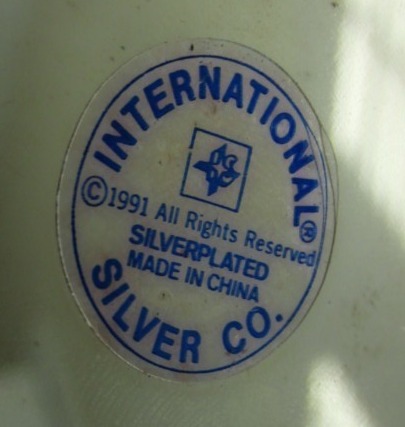 INTERNATIONAL®
©1991 All Rights Reserved
SILVERPLATED
MADE IN CHINA
SILVER CO.